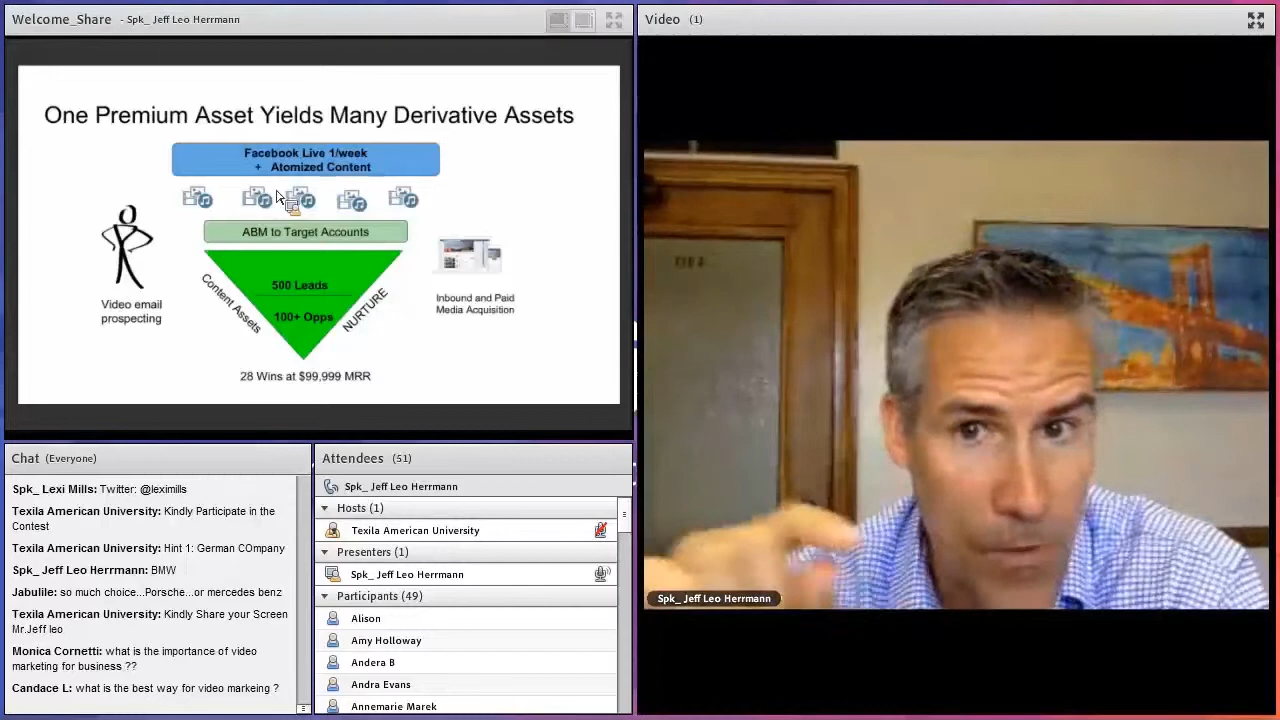 Welcome_Share - Spk_ Jeff Leo Herrmann
One Premium Asset Yields Many Derivative Assets
Facebook Live 1/week
+ Atomized Content
ABM to Target Accounts
500 Leads
100+ Opps
Content Assets
NURTURE
Video email
prospecting
Inbound and Paid
Media Acquisition
28 Wins at $99,999 MRR
Chat (Everyone)
Spk_ Lexi Mills: Twitter: @leximills
Texila American University: Kindly Participate in the
Contest
Texila American University: Hint 1: German COmpany
Spk_ Jeff Leo Herrmann: BMW
Jabulile: so much choice...Porsche...or mercedes benz
Texila American University: Kindly Share your Screen
Mr.Jeff leo
Monica Cornetti: what is the importance of video
marketing for business ??
Candace L: what is the best way for video markeing ?
Attendees (51)
Spk_ Jeff Leo Herrmann
Hosts (1)
Texila American University
Presenters (1)
Spk_ Jeff Leo Herrmann
Participants (49)
Alison
Amy Holloway
Andera B
Andra Evans
Annemarie Marek
Video (1)
Spk_ Jeff Leo Herrmann